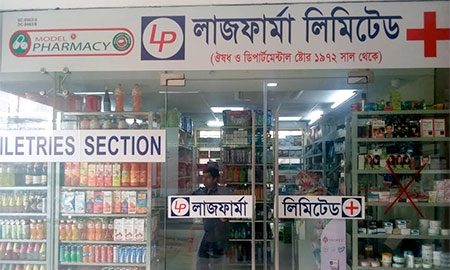 MODEL
PHARMACY
LP লাজফার্মা লিমিটেড
(ঔষধ ও ডিপার্টমেন্টাল ষ্টোর ১৯৭২ সাল থেকে)
ILETRIES SECTION
LP লাজফার্মা লিমিটেড